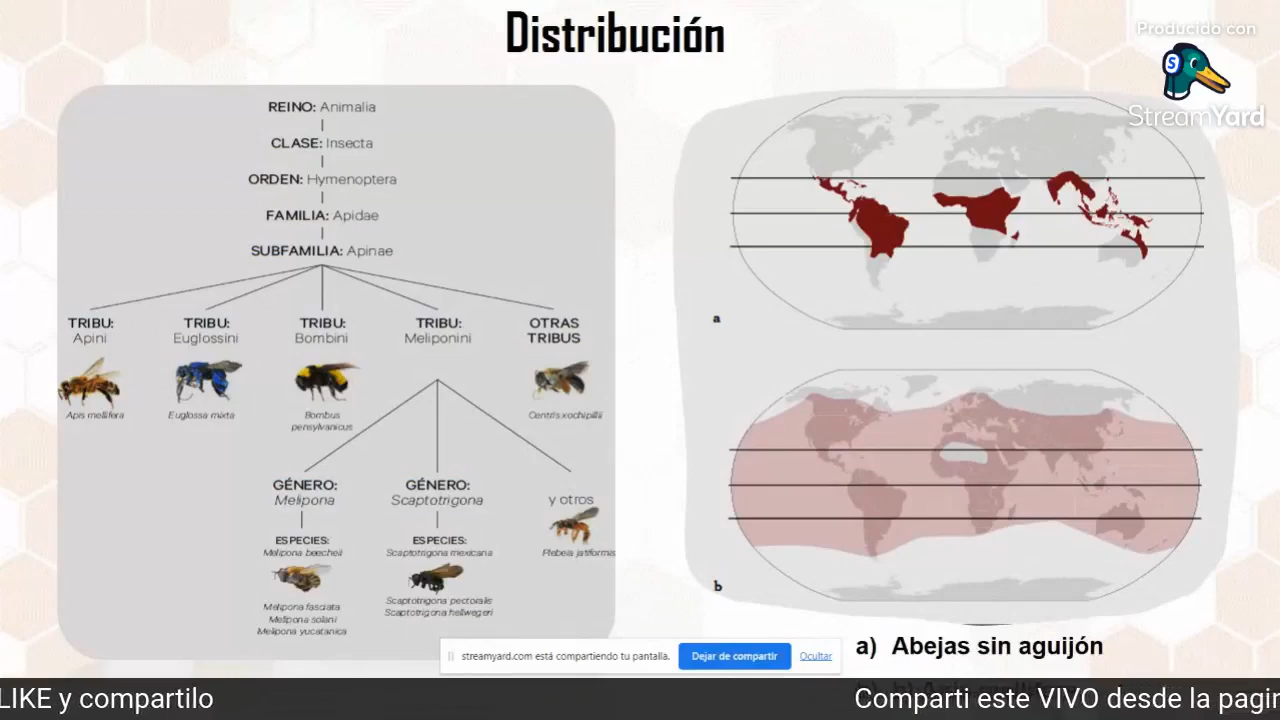 Distribución
Producido con
StreamYard
REINO: Animalia
CLASE: Insecta
ORDEN: Hymenoptera
FAMILIA: Apidae
SUBFAMILIA: Apinae
TRIBU:
Apini
TRIBU:
Euglossini
TRIBU:
Bombini
TRIBU:
Meliponini
OTRAS
TRIBUS
Apis mellifera
Euglossa mixta
Bombus
pensylvanicus
Centris xochipillii
GÉNERO:
Melipona
GÉNERO:
Scaptotrigona
y otros
ESPECIES:
Melipona beecheii
ESPECIES:
Scaptotrigona mexicana
Plebeia jatiformis
Melipona fasciata
Melipona solani
Melipona yucatanica
Scaptotrigona pectoralis
Scaptotrigona hellwegeri
a
b
a) Abejas sin aguijón
streamyard.com está compartiendo tu pantalla.
Dejar de compartir
Ocultar
LIKE y compartilo
Comparti este VIVO desde la pagin